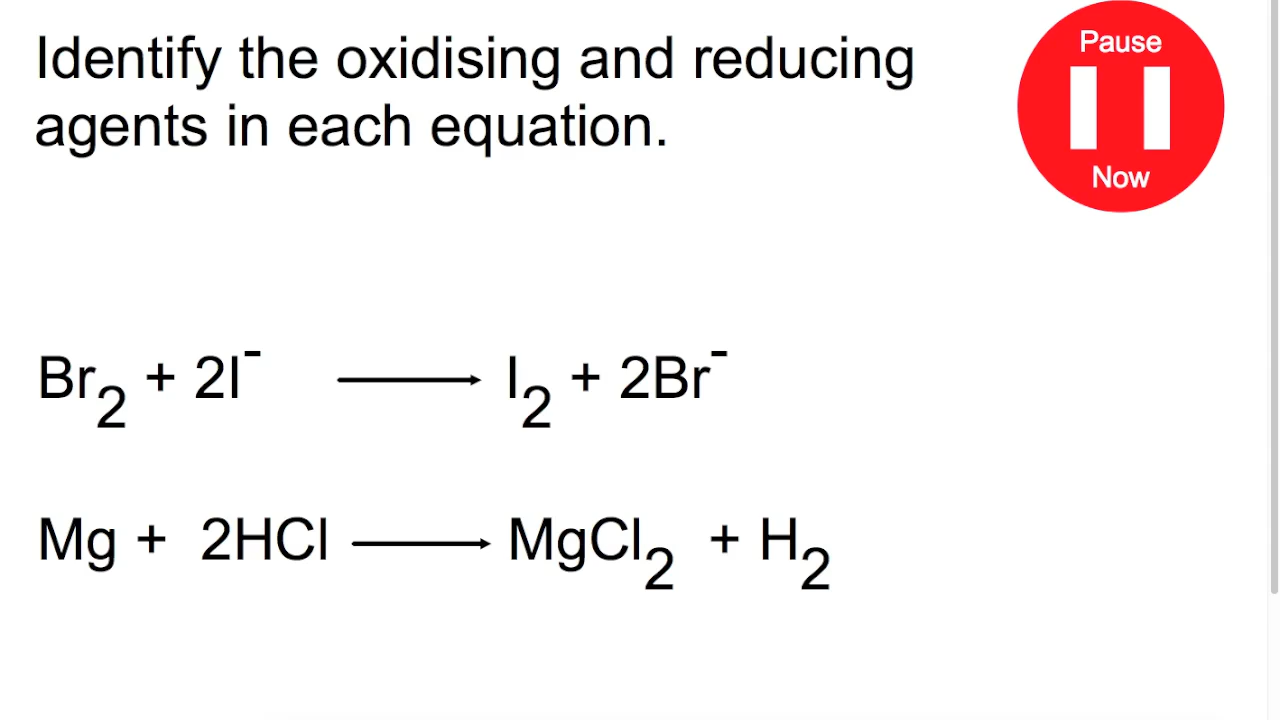 Identify the oxidising and reducing
agents in each equation.
Pause
Now
Br₂ + 2I⁻ ⟶ I₂ + 2Br⁻
Mg + 2HCl ⟶ MgCl₂ + H₂